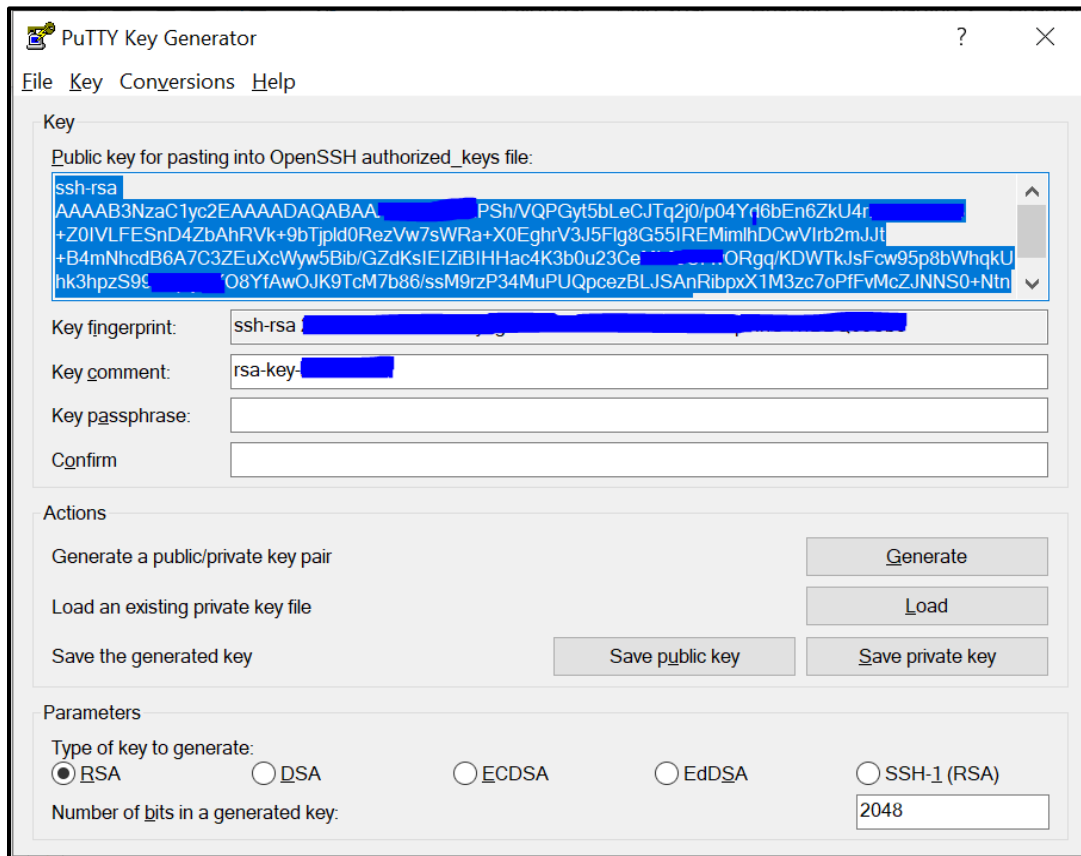 PuTTY Key Generator
File Key Conversions Help
Key
Public key for pasting into OpenSSH authorized_keys file:
ssh-rsa
AAAAB3NzaC1yc2EAAAADAQABAA PSh/VQPGyt5bLeCJTq2j0/p04Yd6bEn6ZkU4r
+Z0IVLFESnD4ZbAhRVk+9bTjpld0RezVw7sWRa+X0EghrV3J5Flg8G55IREMimlhDCwVIrb2mJJt
+B4mNhcdB6A7C3ZEuXcWyw5Bib/GZdKsIEIZiBIHHac4K3b0u23Ce ORgq/KDWTkJsFcw95p8bWhqkU
hk3hpzS99 O8YfAwOJK9TcM7b86/ssM9rzP34MuPUQpcezBLJSAnRibpxX1M3zc7oPfFvMcZJNNS0+Ntn
Key fingerprint: ssh-rsa
Key comment: rsa-key-
Key passphrase:
Confirm
Actions
Generate a public/private key pair Generate
Load an existing private key file Load
Save the generated key Save public key Save private key
Parameters
Type of key to generate:
RSA DSA ECDSA EdDSA SSH-1 (RSA)
Number of bits in a generated key: 2048